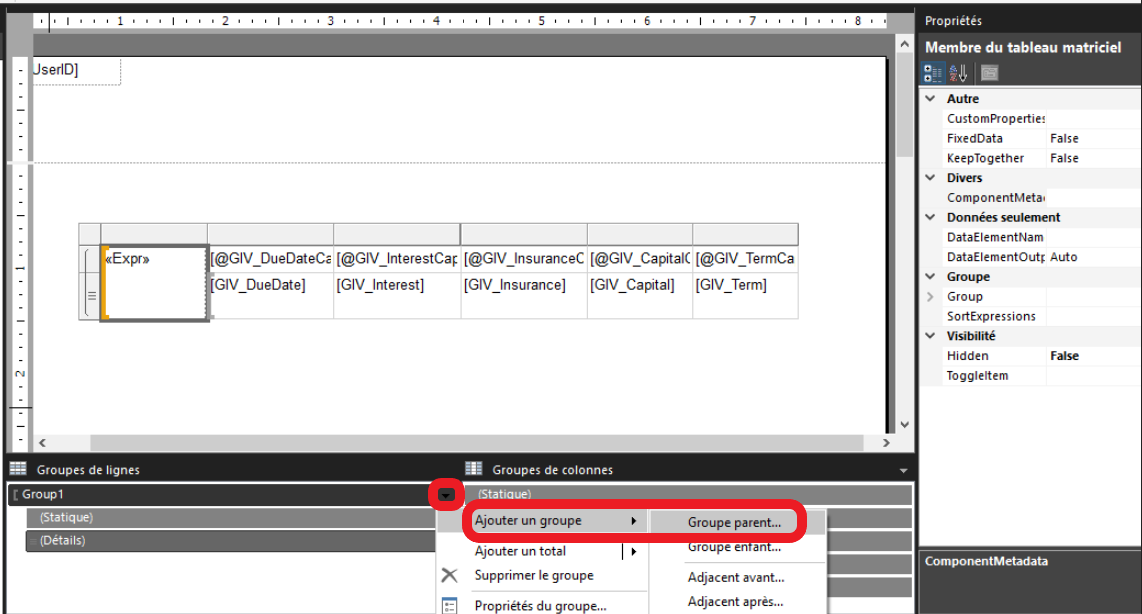 1 2 3 4 5 6 7 8
Propriétés
Membre du tableau matriciel
UserID]
1
2
Autre
CustomProperties
FixedData False
KeepTogether False
Divers
ComponentMeta
Données seulement
DataElementNam
DataElementOutp Auto
Groupe
Group
SortExpressions
Visibilité
Hidden False
ToggleItem
«Expr» [@GIV_DueDateCa [@GIV_InterestCap [@GIV_InsuranceC [@GIV_CapitalC [@GIV_TermCa
[GIV_DueDate] [GIV_Interest] [GIV_Insurance] [GIV_Capital] [GIV_Term]
Groupes de lignes Groupes de colonnes
[ Group1 (Statique)
(Statique)
(Détails)
Ajouter un groupe
Ajouter un total
Supprimer le groupe
Propriétés du groupe...
Groupe parent...
Groupe enfant...
Adjacent avant...
Adjacent après...
ComponentMetadata